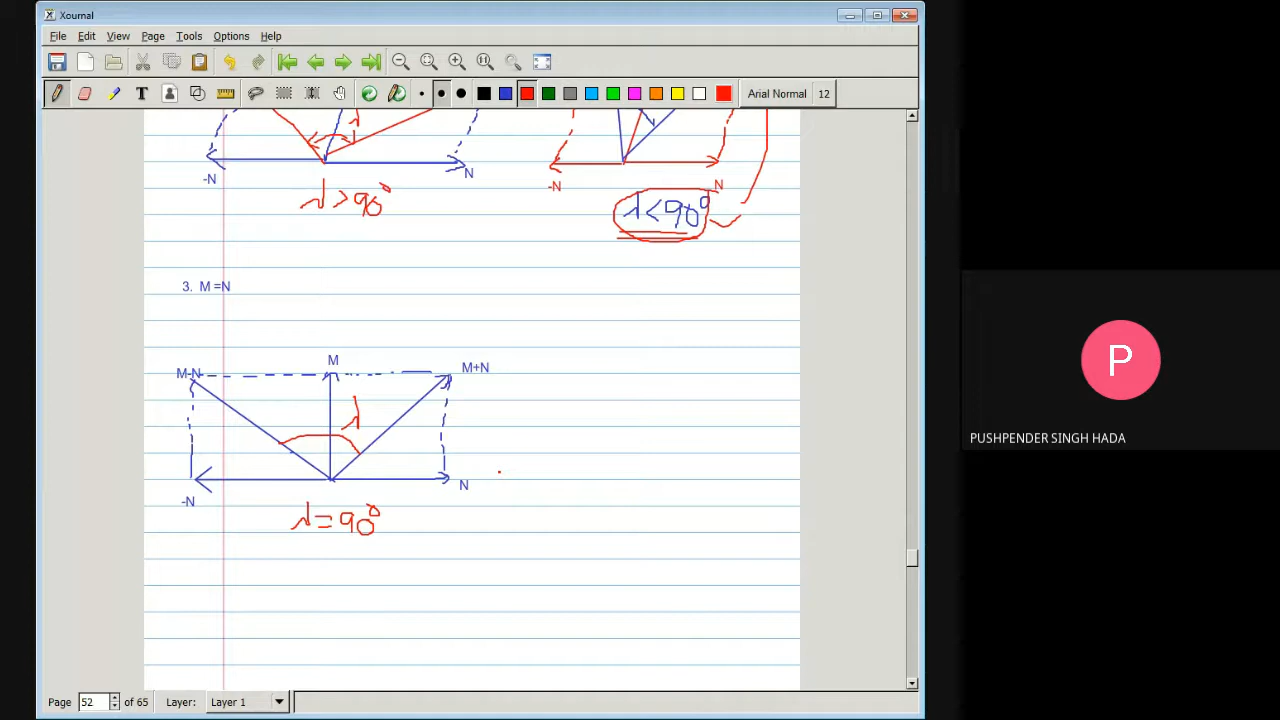 Xournal
File Edit View Page Tools Options Help
T Arial Normal 12
λ
-N N -N N
λ > 90°
λ < 90°
3. M =N
M
M-N M+N
λ
-N N
λ = 90°
P
PUSHPENDER SINGH HADA
Page 52 of 65 Layer: Layer 1